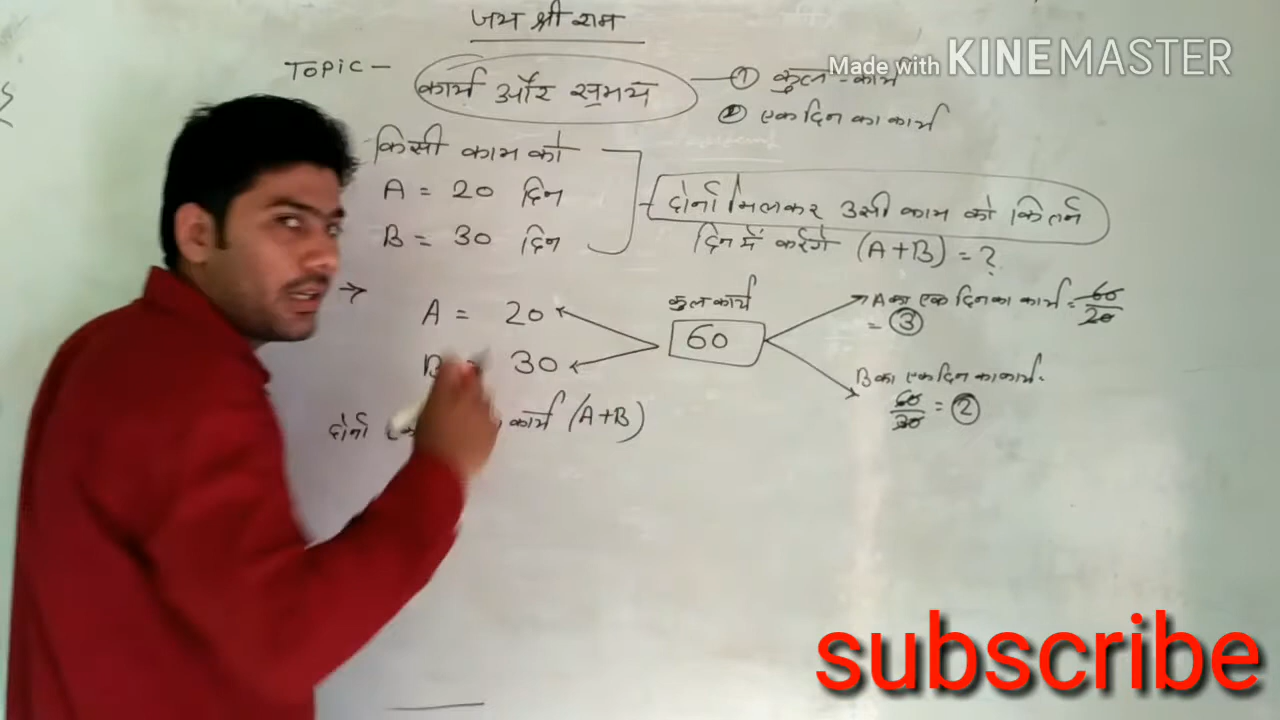 जय श्री राम
Made with KINEMASTER
TOPIC - कार्य और समय
① कुल-कार्य
② एक दिन का कार्य
किसी काम को
A = 20 दिन
B = 30 दिन
दोनों मिलकर उसी काम को कितने
दिन में करेंगे (A+B) = ?
→ A = 20
B = 30
कुल कार्य
60
A का एक दिन का कार्य = 60/20
= ③
B का एक दिन का कार्य.
60/30 = ②
दोनों कार्य (A+B)
subscribe